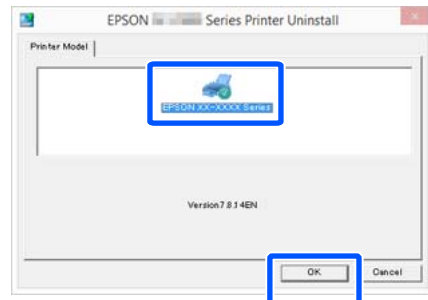 EPSON Series Printer Uninstall
Printer Model
EPSON XX-XXXX Series
Version7.8.1 4EN
OK Cancel